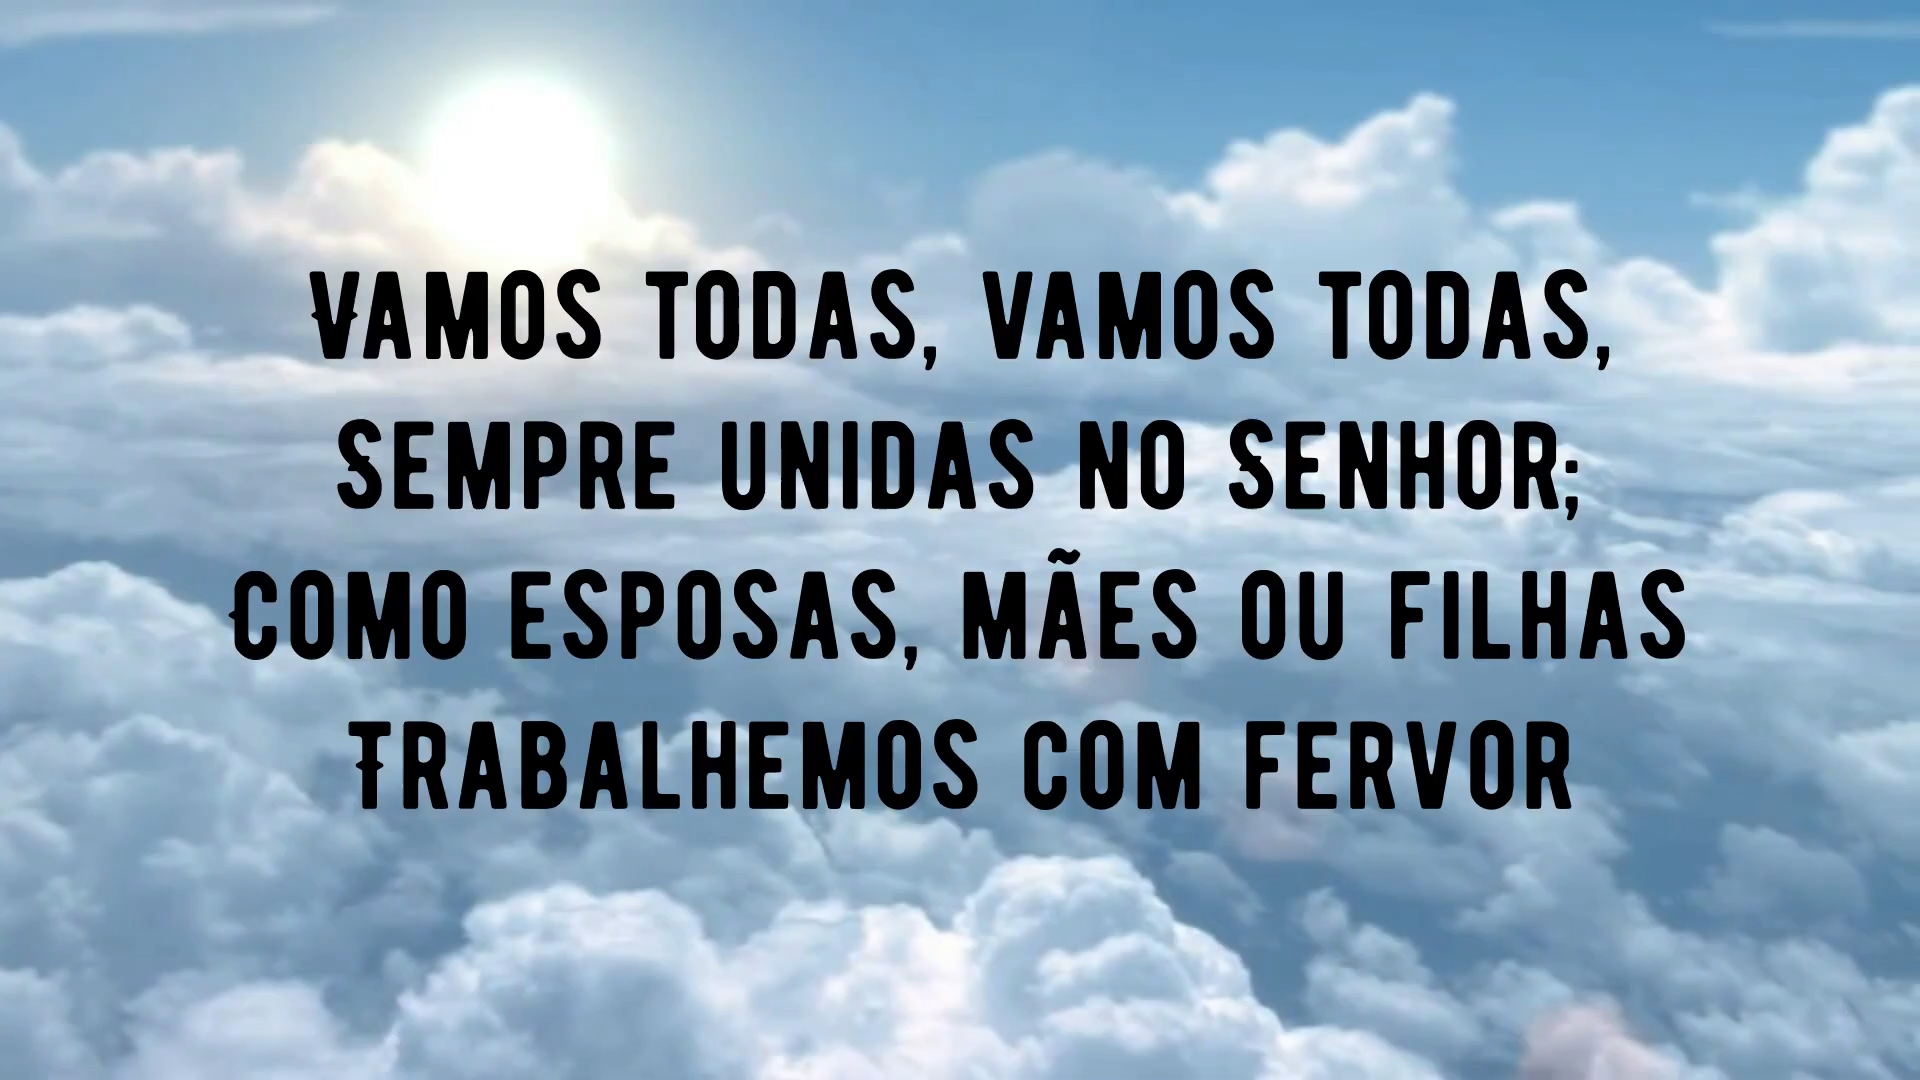 Vamos todas, vamos todas,
Sempre unidas no Senhor;
Como esposas, mães ou filhas
Trabalhemos com fervor